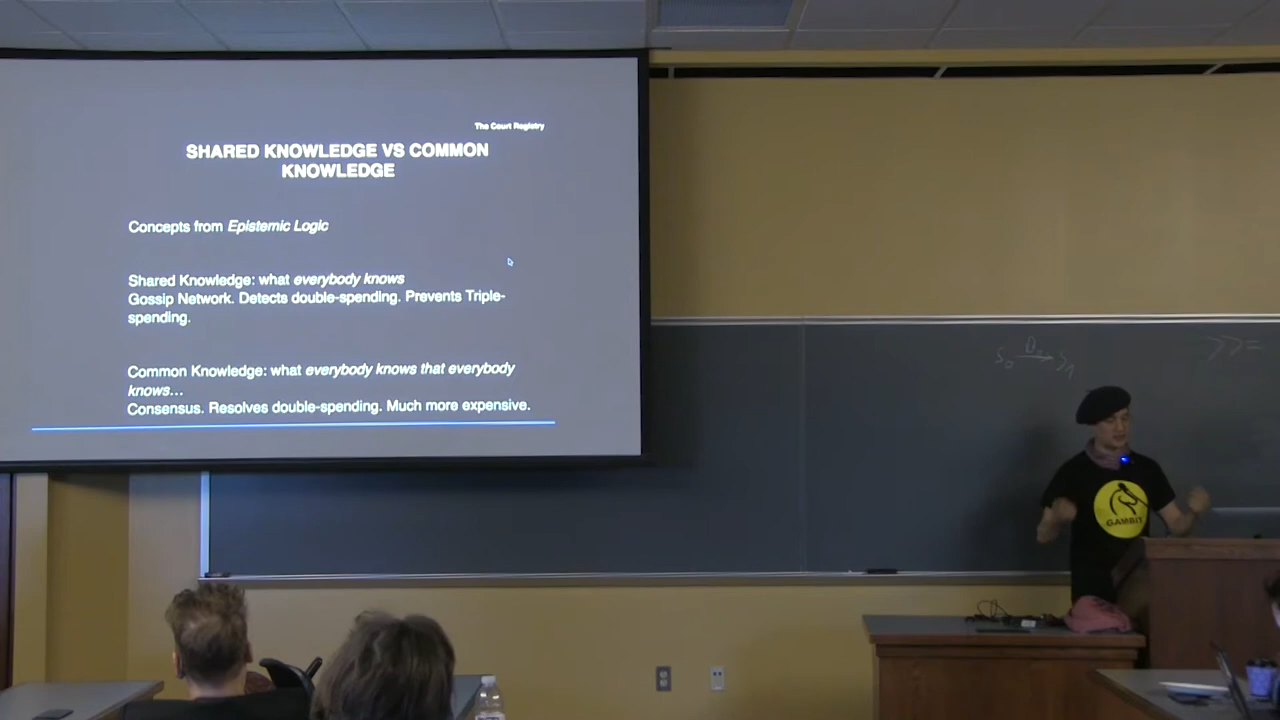 The Court Registry
SHARED KNOWLEDGE VS COMMON
KNOWLEDGE
Concepts from Epistemic Logic
Shared Knowledge: what everybody knows
Gossip Network. Detects double-spending. Prevents Triple-
spending.
Common Knowledge: what everybody knows that everybody
knows...
Consensus. Resolves double-spending. Much more expensive.
>>=
GAMBIT